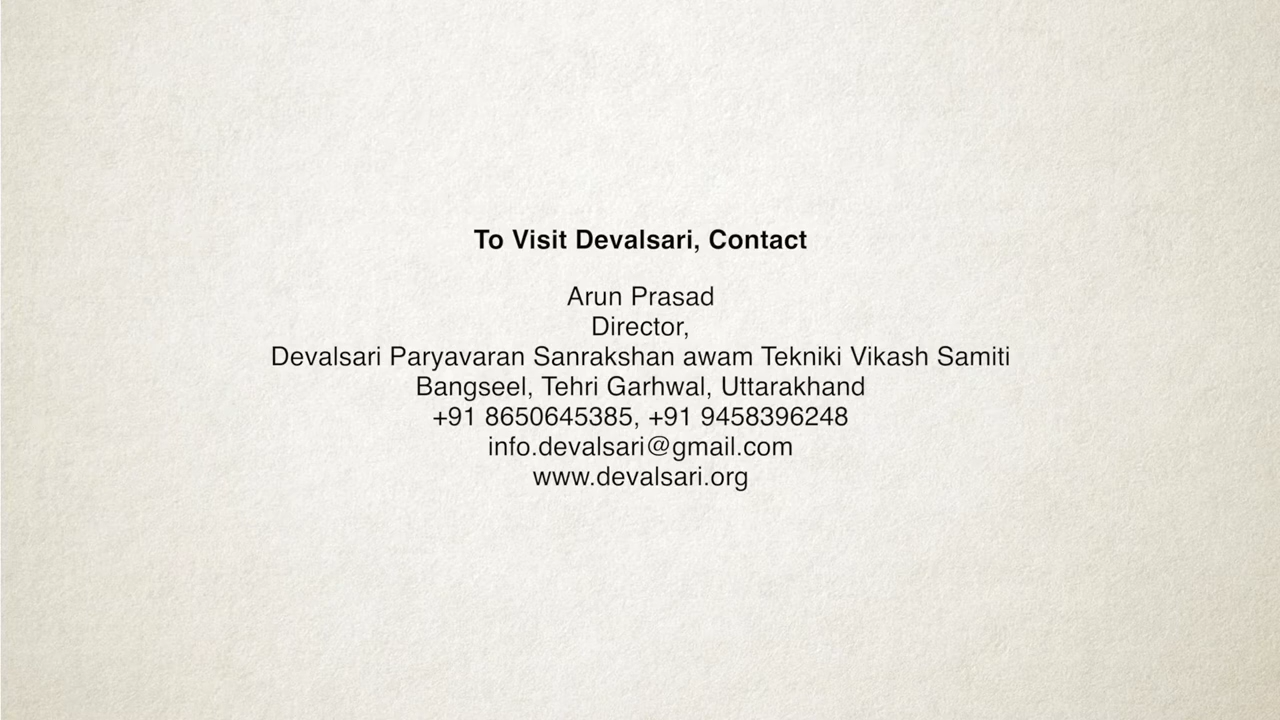 To Visit Devalsari, Contact
Arun Prasad
Director,
Devalsari Paryavaran Sanrakshan awam Tekniki Vikash Samiti
Bangseel, Tehri Garhwal, Uttarakhand
+91 8650645385, +91 9458396248
info.devalsari@gmail.com
www.devalsari.org